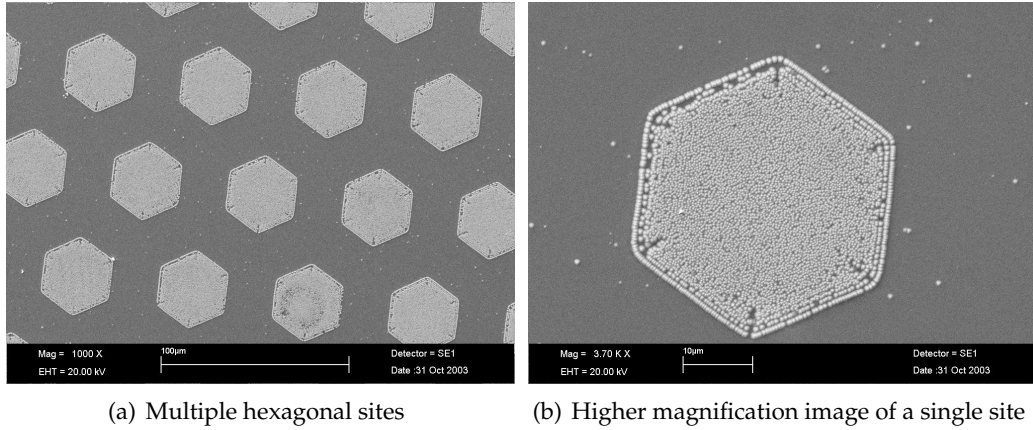 Mag = 1000 X
100µm
Detector = SE1
EHT = 20.00 kV
Date :31 Oct 2003
Mag = 3.70 K X
10µm
Detector = SE1
EHT = 20.00 kV
Date :31 Oct 2003
(a) Multiple hexagonal sites
(b) Higher magnification image of a single site